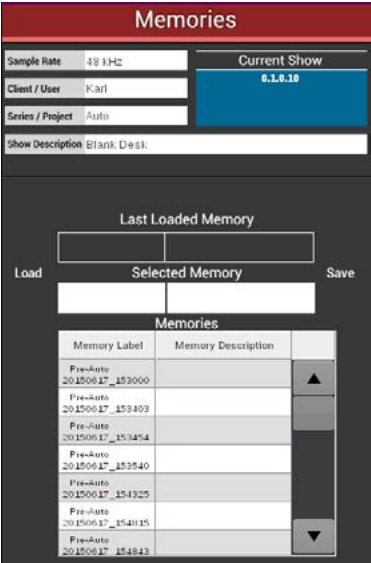 Memories
Sample Rate 48 kHz
Current Show
0.1.0.10
Client / User Karl
Series / Project Auto
Show Description Blank Desk
Last Loaded Memory
Load Selected Memory Save
Memories
Memory Label Memory Description
Pre-Auto
20150617_153000
Pre-Auto
20150617_153403
Pre-Auto
20150617_153454
Pre-Auto
20150617_153540
Pre-Auto
20150617_154325
Pre-Auto
20150617_154815
Pre-Auto
20150617_154843